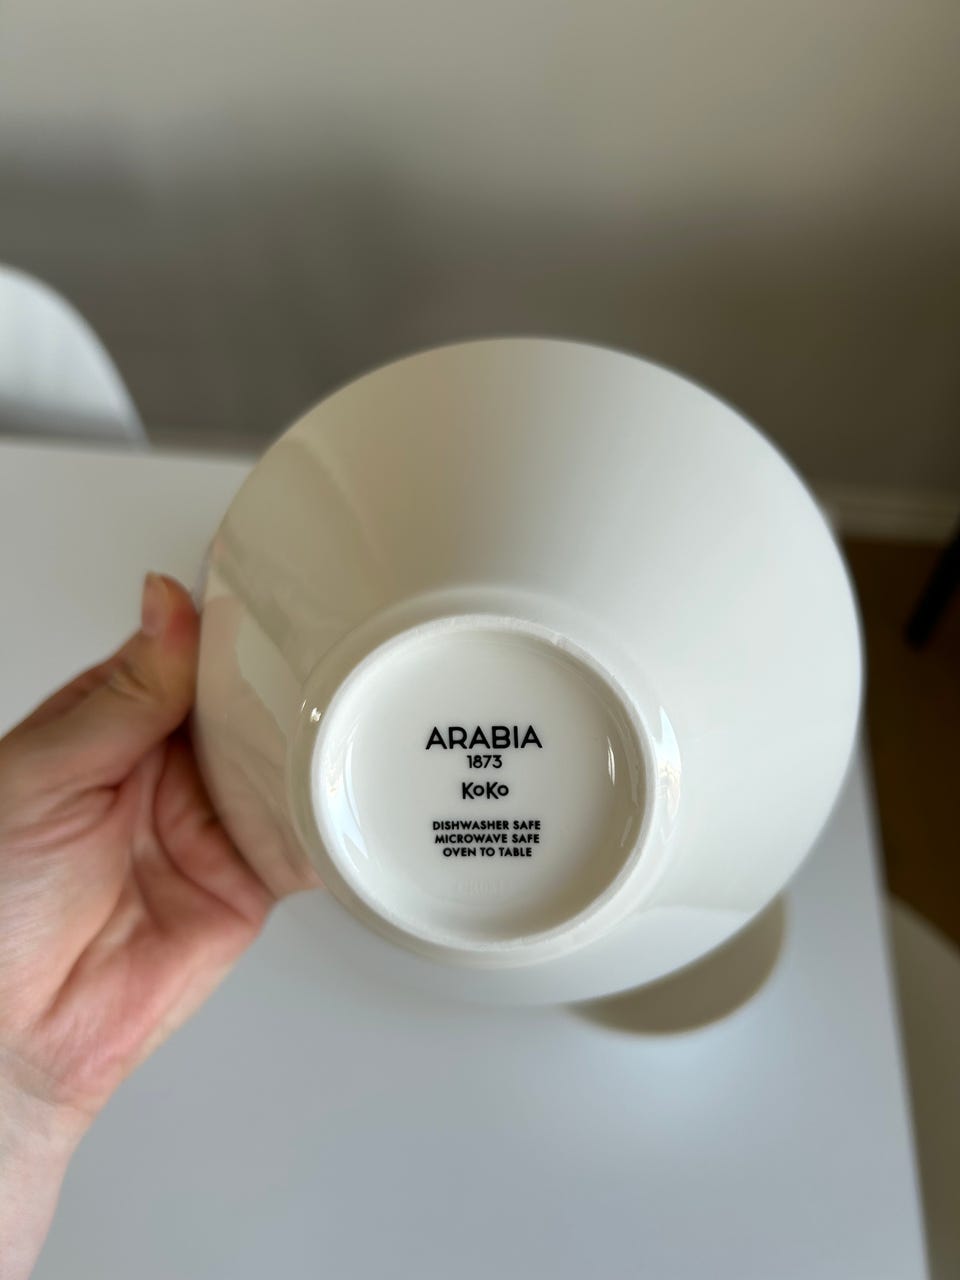 ARABIA
1873
KoKo
DISHWASHER SAFE
MICROWAVE SAFE
OVEN TO TABLE